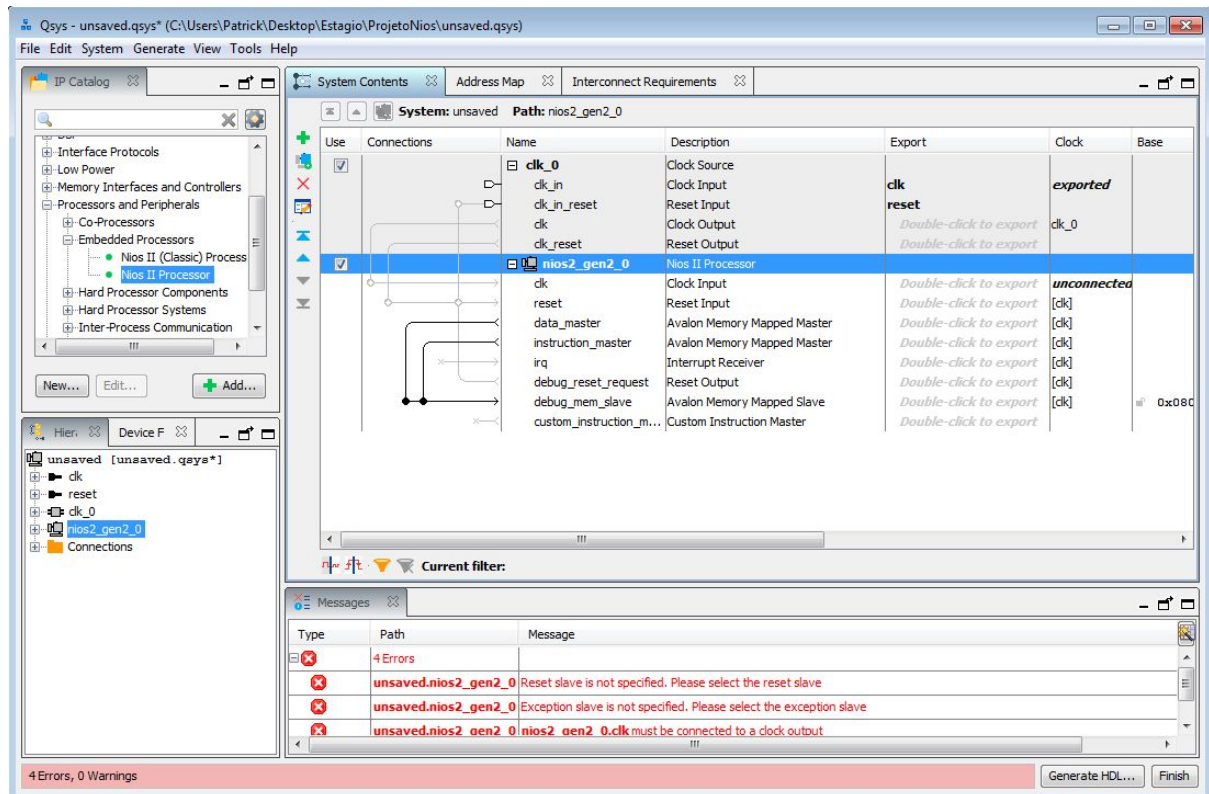 Qsys - unsaved.qsys* (C:\Users\Patrick\Desktop\Estagio\ProjetoNios\unsaved.qsys)
File Edit System Generate View Tools Help
IP Catalog
Interface Protocols
Low Power
Memory Interfaces and Controllers
Processors and Peripherals
Co-Processors
Embedded Processors
Nios II (Classic) Process
Nios II Processor
Hard Processor Components
Hard Processor Systems
Inter-Process Communication
New... Edit... Add...
Hier. Device F
unsaved [unsaved.qsys*]
clk
reset
clk_0
nios2_gen2_0
Connections
System Contents Address Map Interconnect Requirements
System: unsaved Path: nios2_gen2_0
Use Connections Name Description Export Clock Base
clk_0 Clock Source
clk_in Clock Input clk exported
clk_in_reset Reset Input reset
clk Clock Output Double-click to export clk_0
clk_reset Reset Output Double-click to export
nios2_gen2_0 Nios II Processor
clk Clock Input Double-click to export unconnected
reset Reset Input Double-click to export [clk]
data_master Avalon Memory Mapped Master Double-click to export [clk]
instruction_master Avalon Memory Mapped Master Double-click to export [clk]
irq Interrupt Receiver Double-click to export [clk]
debug_reset_request Reset Output Double-click to export [clk]
debug_mem_slave Avalon Memory Mapped Slave Double-click to export [clk] 0x080
custom_instruction_m... Custom Instruction Master Double-click to export
Current filter:
Messages
Type Path Message
4 Errors
unsaved.nios2_gen2_0 Reset slave is not specified. Please select the reset slave
unsaved.nios2_gen2_0 Exception slave is not specified. Please select the exception slave
unsaved.nios2_gen2_0 nios2_gen2_0.clk must be connected to a clock output
4 Errors, 0 Warnings
Generate HDL... Finish